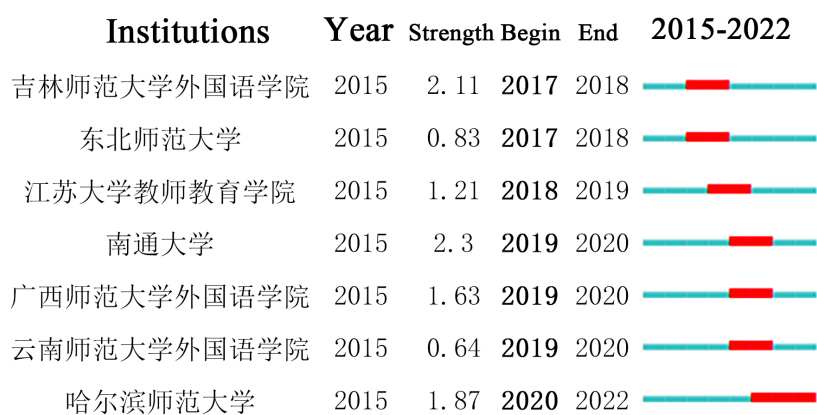 Institutions Year Strength Begin End 2015-2022
吉林师范大学外国语学院 2015 2.11 2017 2018
东北师范大学 2015 0.83 2017 2018
江苏大学教师教育学院 2015 1.21 2018 2019
南通大学 2015 2.3 2019 2020
广西师范大学外国语学院 2015 1.63 2019 2020
云南师范大学外国语学院 2015 0.64 2019 2020
哈尔滨师范大学 2015 1.87 2020 2022